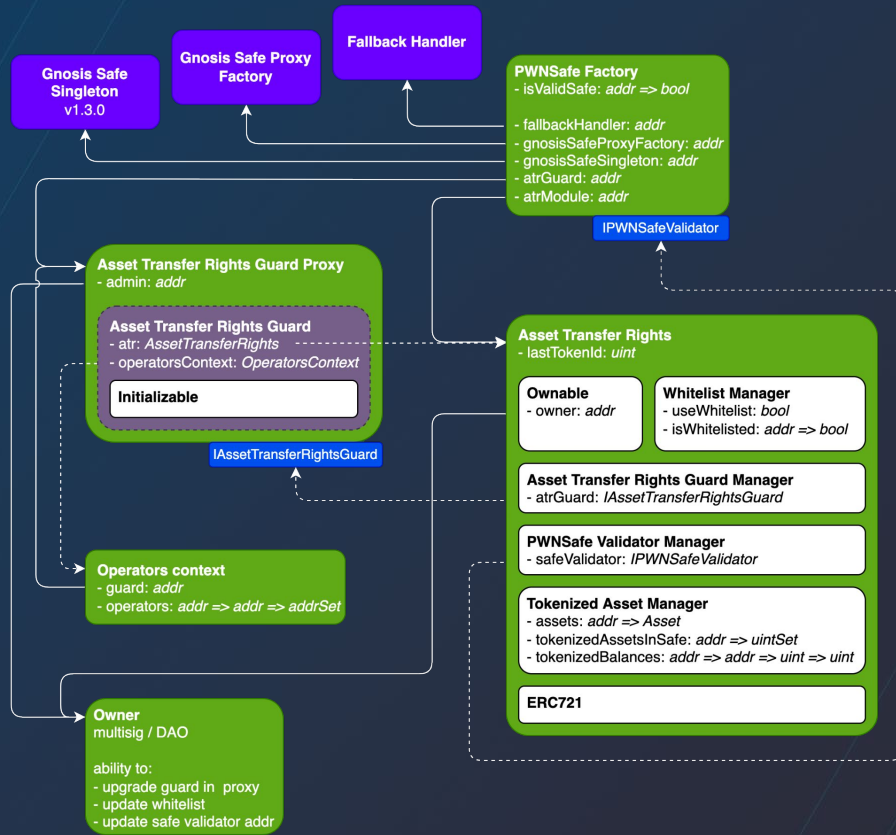 Gnosis Safe
Singleton
v1.3.0
Gnosis Safe Proxy
Factory
Fallback Handler
PWNSafe Factory
- isValidSafe: addr => bool
- fallbackHandler: addr
- gnosisSafeProxyFactory: addr
- gnosisSafeSingleton: addr
- atrGuard: addr
- atrModule: addr
IPWNSafeValidator
Asset Transfer Rights Guard Proxy
- admin: addr
Asset Transfer Rights Guard
- atr: AssetTransferRights
- operatorsContext: OperatorsContext
Initializable
IAssetTransferRightsGuard
Operators context
- guard: addr
- operators: addr => addr => addrSet
Owner
multisig / DAO
ability to:
- upgrade guard in proxy
- update whitelist
- update safe validator addr
Asset Transfer Rights
- lastTokenId: uint
Ownable
- owner: addr
Whitelist Manager
- useWhitelist: bool
- isWhitelisted: addr => bool
Asset Transfer Rights Guard Manager
- atrGuard: IAssetTransferRightsGuard
PWNSafe Validator Manager
- safeValidator: IPWNSafeValidator
Tokenized Asset Manager
- assets: addr => Asset
- tokenizedAssetsInSafe: addr => uintSet
- tokenizedBalances: addr => addr => uint => uint
ERC721